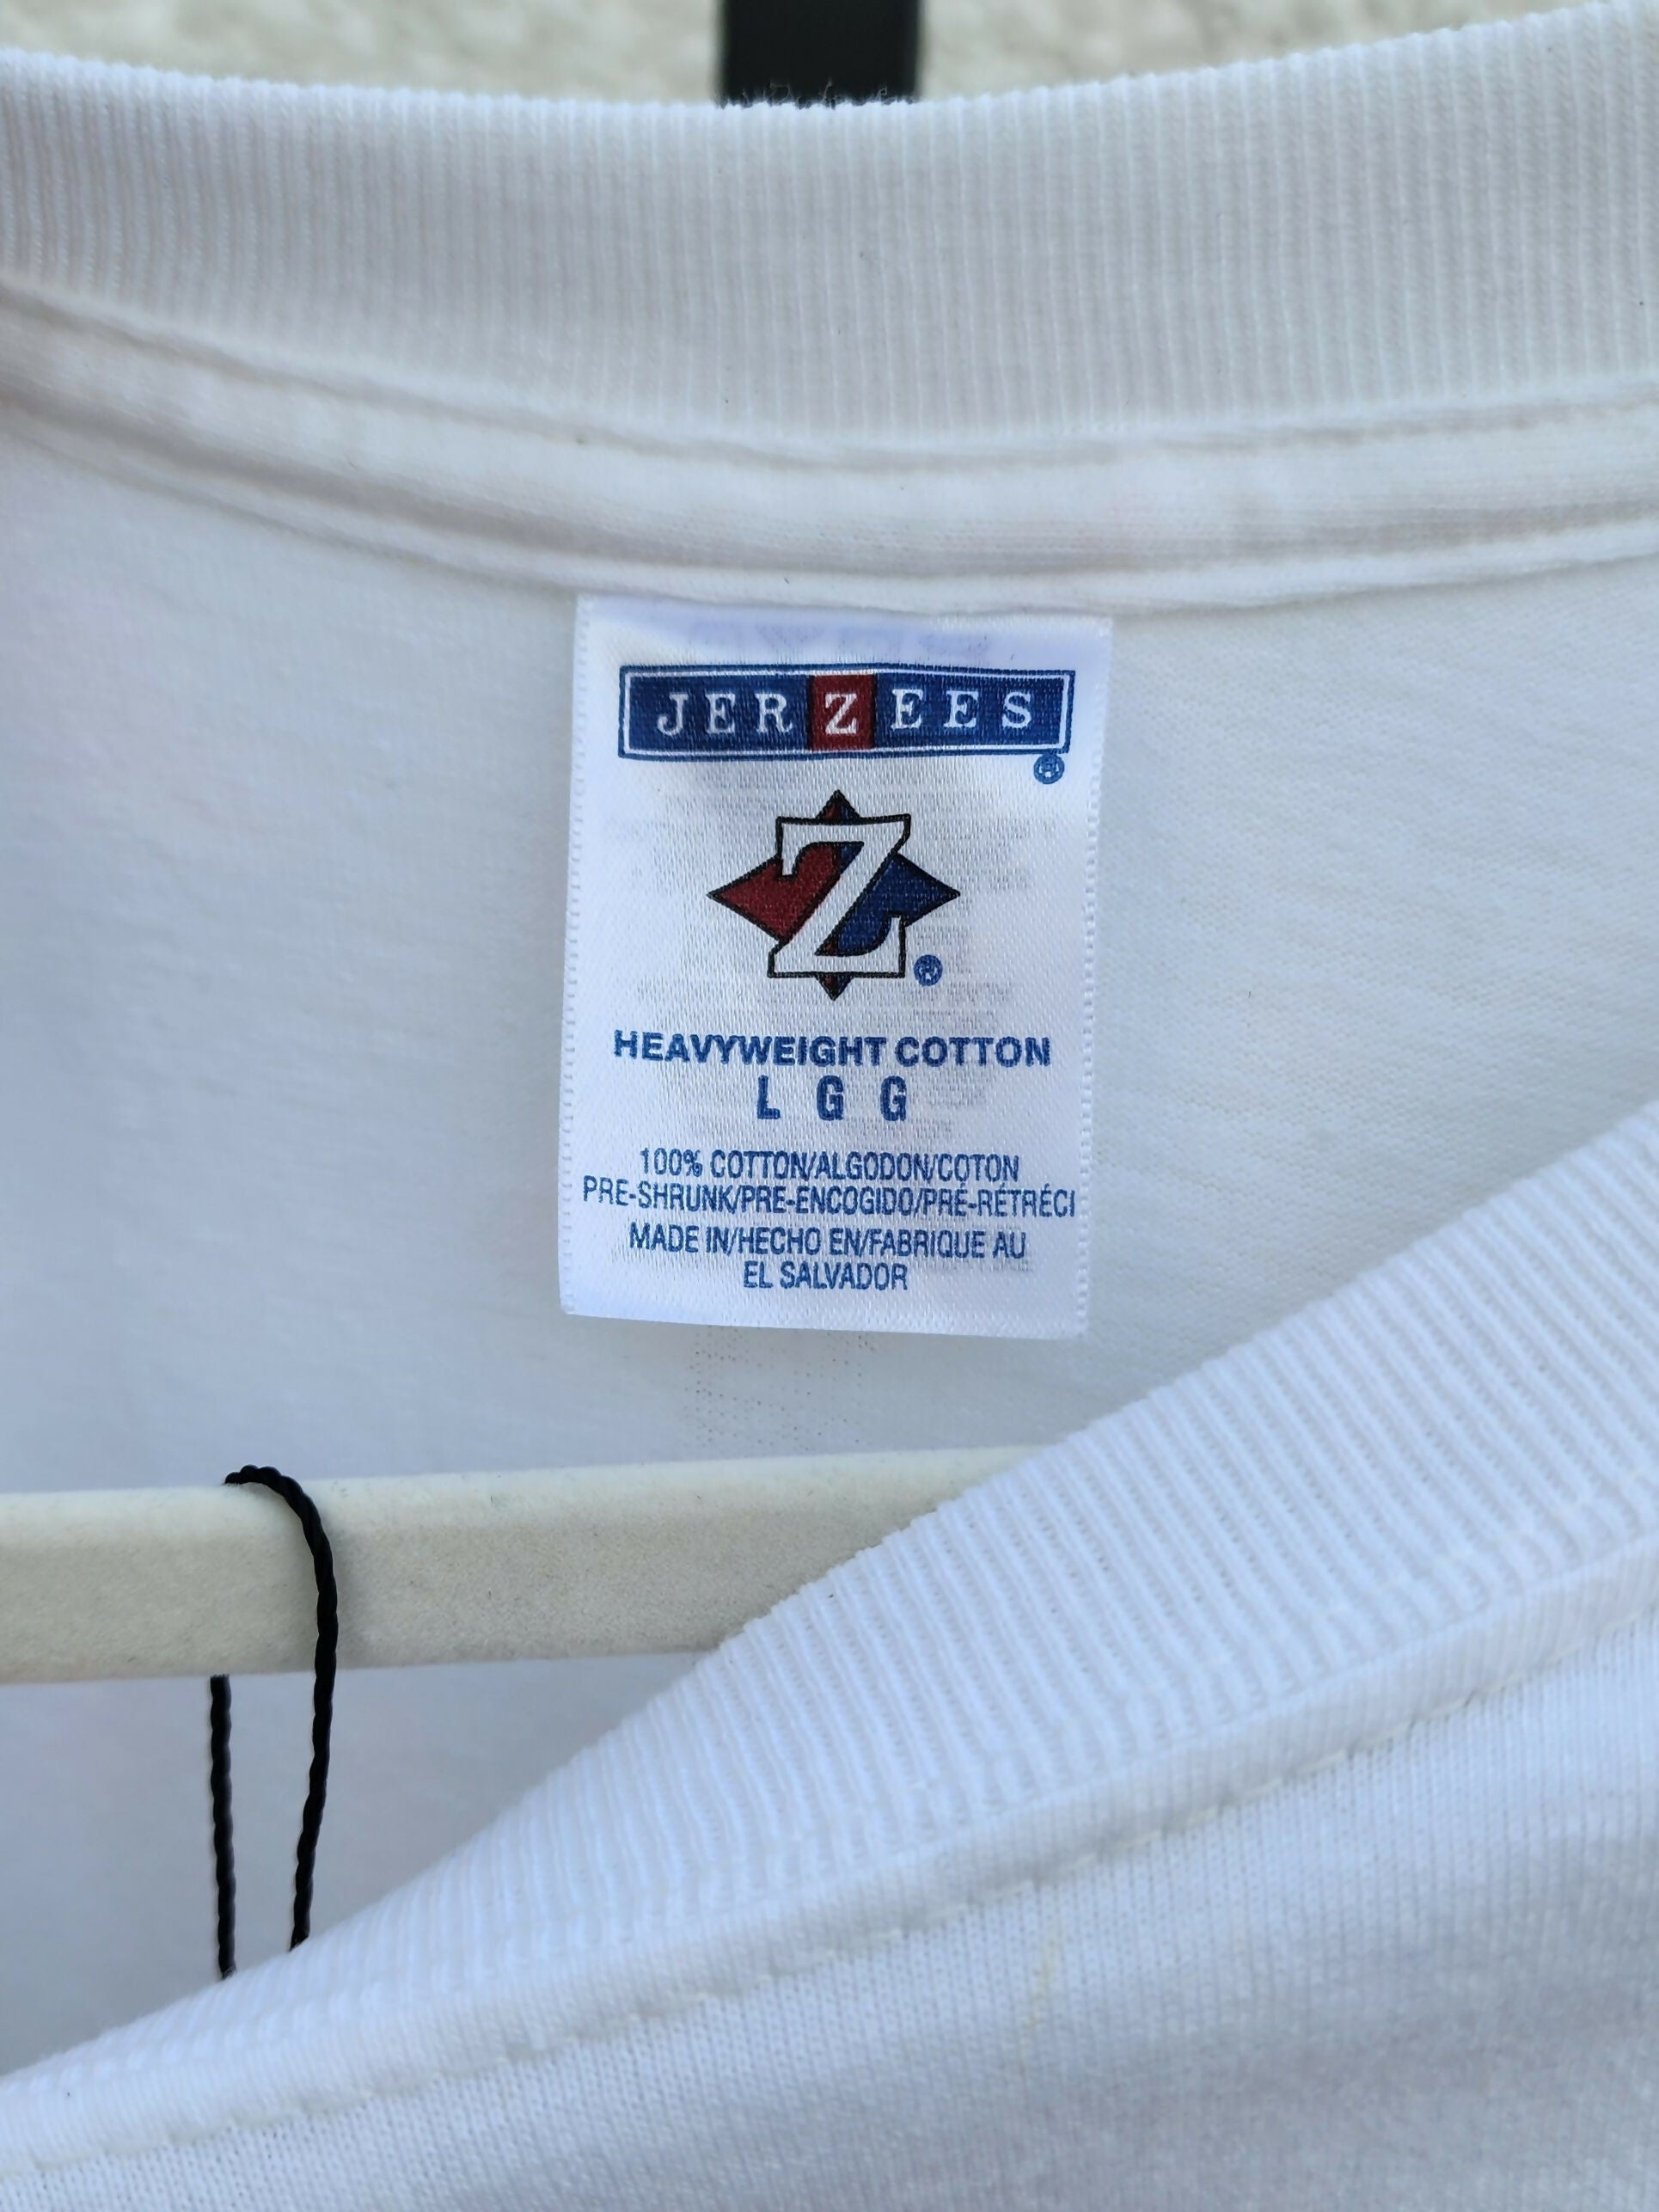 JERZEES
®
Z
®
HEAVYWEIGHT COTTON
L G G
100% COTTON/ALGODON/COTON
PRE-SHRUNK/PRE-ENCOGIDO/PRÉ-RÉTRÉCI
MADE IN/HECHO EN/FABRIQUE AU
EL SALVADOR